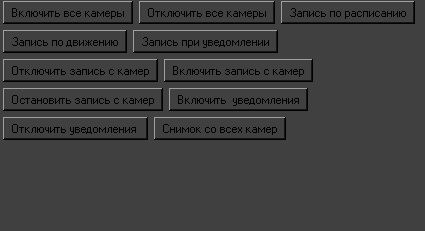 Включить все камеры Отключить все камеры Запись по расписанию
Запись по движению Запись при уведомлении
Отключить запись с камер Включить запись с камер
Остановить запись с камер Включить  уведомления
Отключить уведомления Снимок со всех камер